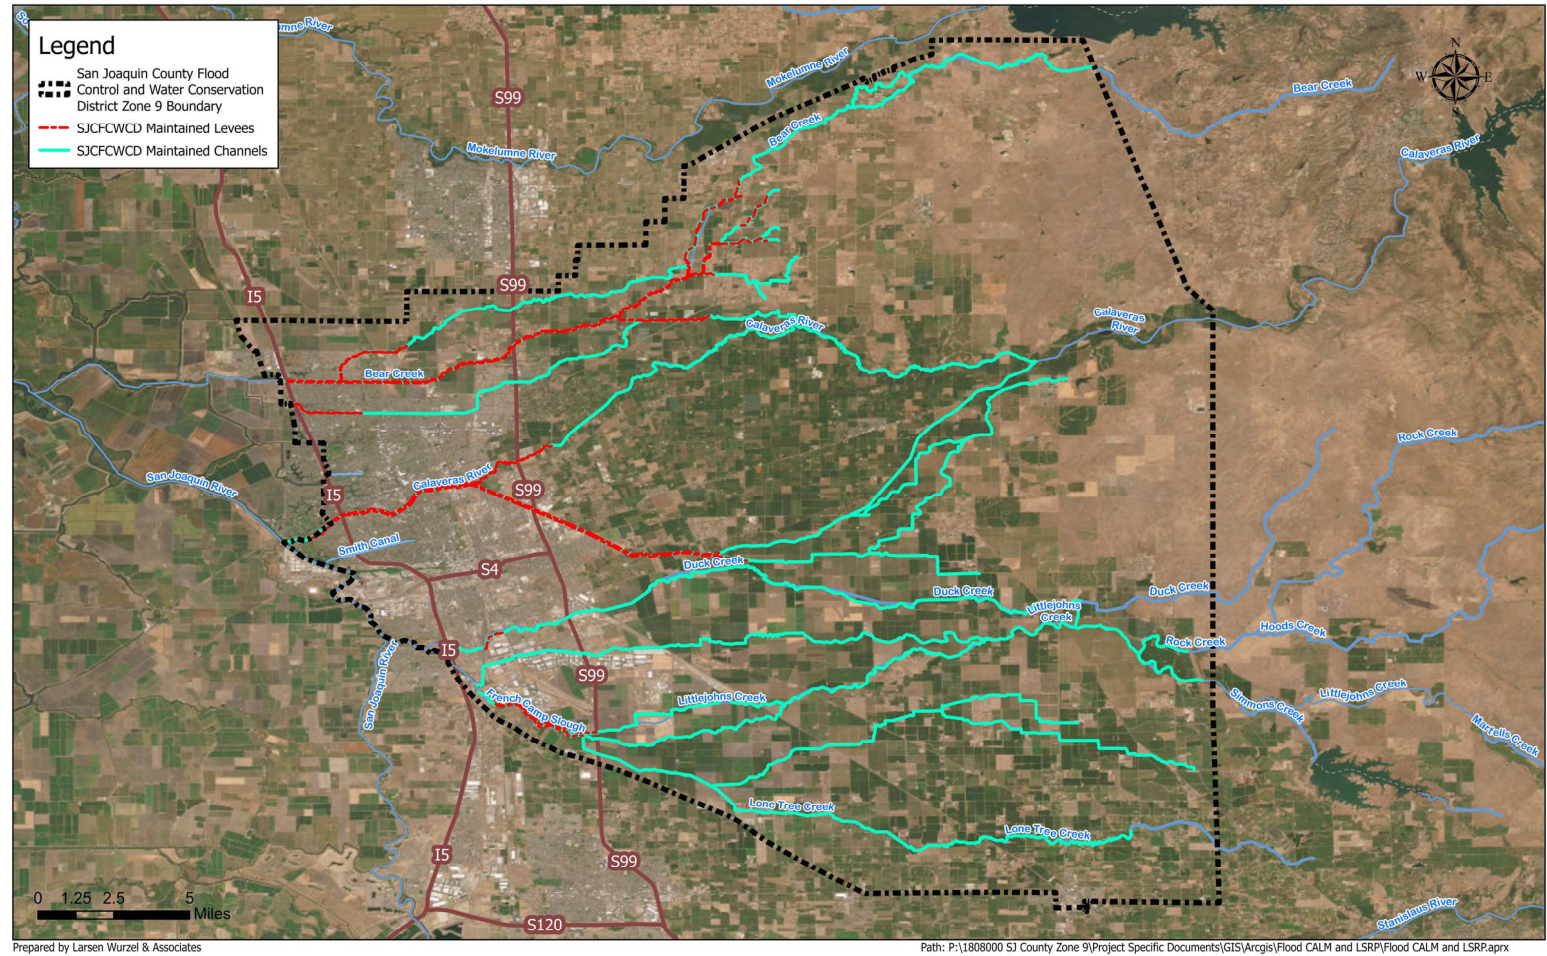 Legend
San Joaquin County Flood
Control and Water Conservation
District Zone 9 Boundary
SJCFCWCD Maintained Levees
SJCFCWCD Maintained Channels
umne River
Mokelumne River
Mokelumne River
Bear Creek
Bear Creek
N
W
E
S
Calaveras River
S99
S99
I5
Calaveras
River
Calaveras River
Bear Creek
Rock Creek
San Joaquin River
Calaveras River
I5
S99
Smith Canal
S4
Duck Creek
Duck Creek
Duck Creek
Littlejohns
Creek
Hoods Creek
Rock Creek
I5
San Joaquin River
S99
French Camp Slough
Littlejohns Creek
Simmons Creek
Littlejohns Creek
Martells Creek
Lone Tree Creek
Lone Tree Creek
I5
S99
S120
Stanislaus River
0 1.25 2.5 5
Miles
Prepared by Larsen Wurzel & Associates
Path: P:\1808000 SJ County Zone 9\Project Specific Documents\GIS\Arcgis\Flood CALM and LSRP\Flood CALM and LSRP.aprx